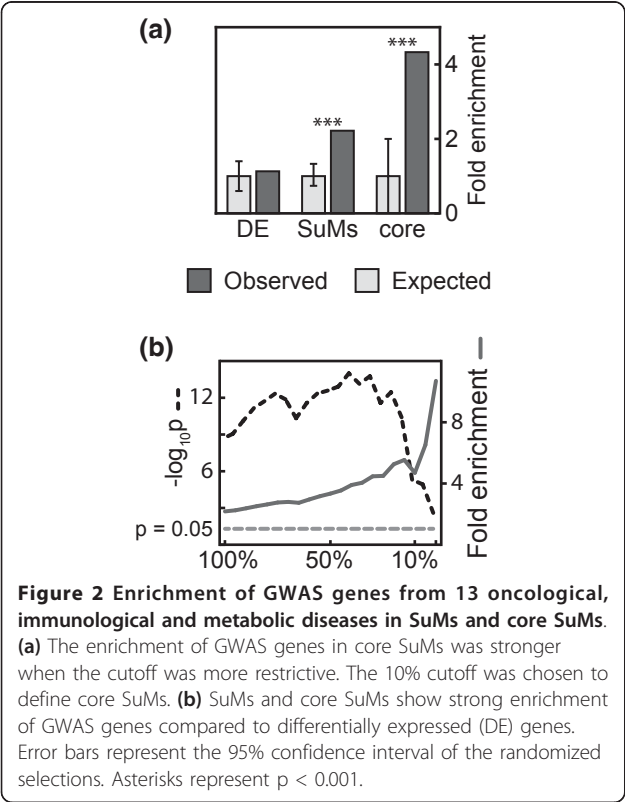 (a)
***
***
4
2
0
Fold enrichment
DE SuMs core
Observed Expected
(b)
12
6
p = 0.05
-log10p
8
4
Fold enrichment
100% 50% 10%
Figure 2 Enrichment of GWAS genes from 13 oncological,
immunological and metabolic diseases in SuMs and core SuMs.
(a) The enrichment of GWAS genes in core SuMs was stronger
when the cutoff was more restrictive. The 10% cutoff was chosen to
define core SuMs. (b) SuMs and core SuMs show strong enrichment
of GWAS genes compared to differentially expressed (DE) genes.
Error bars represent the 95% confidence interval of the randomized
selections. Asterisks represent p < 0.001.